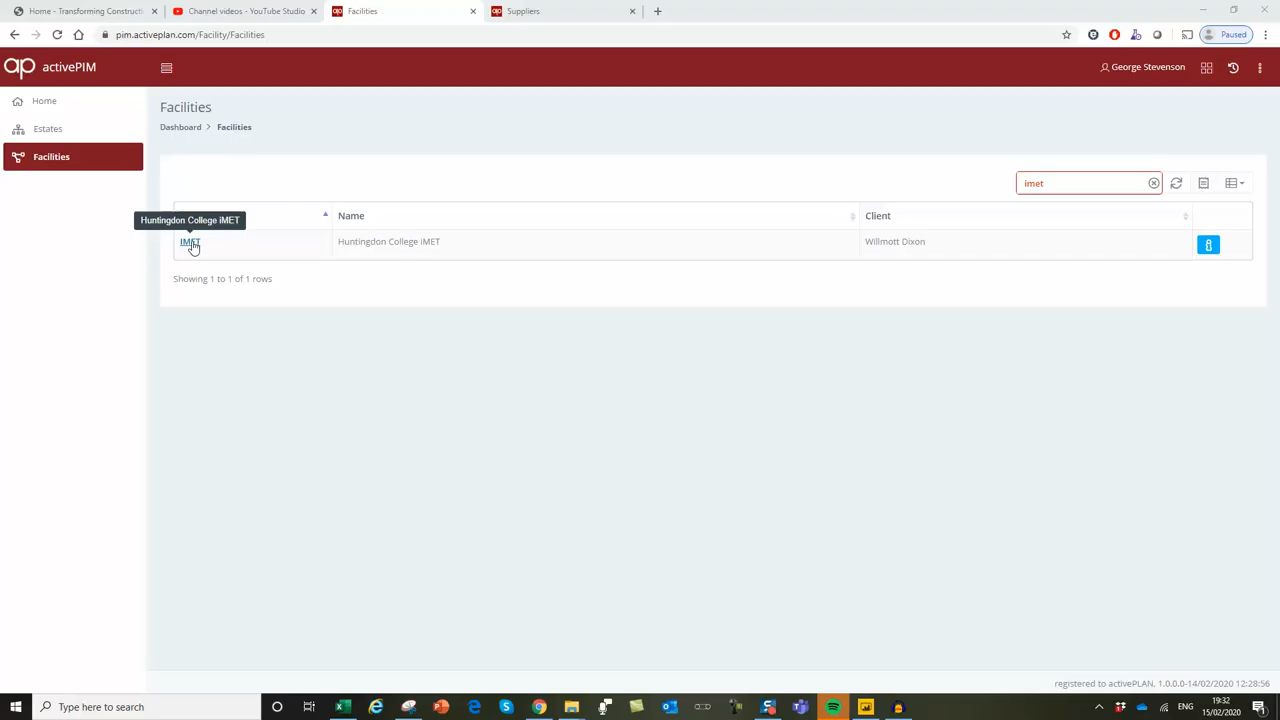 Home - Transforming Constructi
Channel videos - YouTube Studio
Facilities
Suppliers
pim.activeplan.com/Facility/Facilities
Paused
ap activePIM
George Stevenson
Home
Estates
Facilities
Facilities
Dashboard > Facilities
imet
Huntingdon College iMET
Name
Client
IMET
Huntingdon College iMET
Willmott Dixon
Showing 1 to 1 of 1 rows
registered to activePLAN, 1.0.0.0-14/02/2020 12:28:56
Type here to search
ENG
19:32
15/02/2020